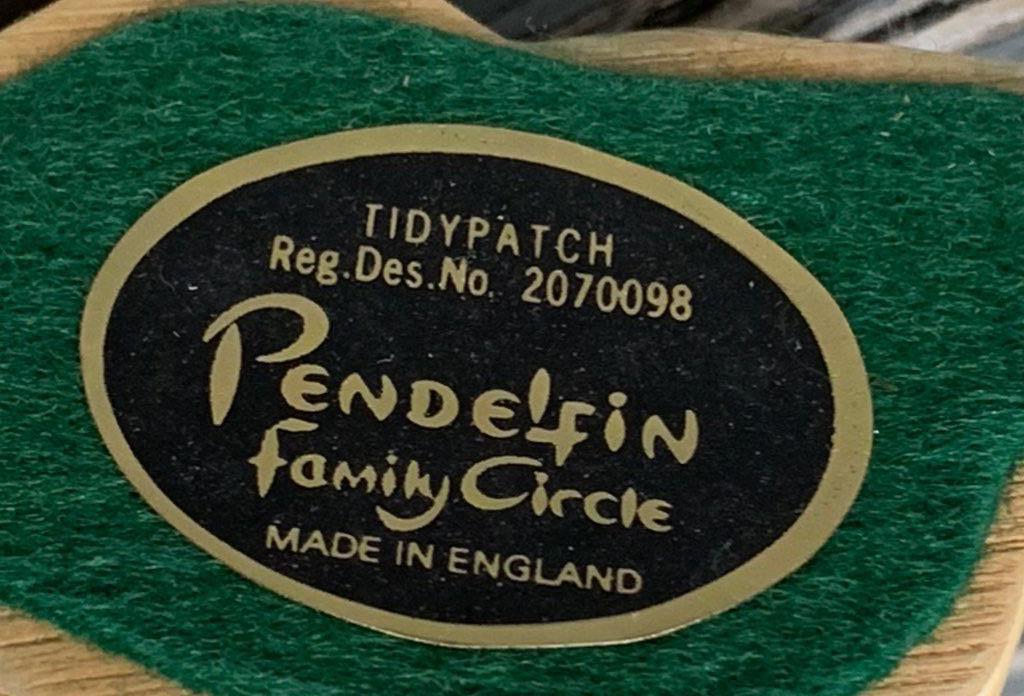 TIDYPATCH
Reg.Des.No. 2070098
PENDELFIN
Family Circle
MADE IN ENGLAND